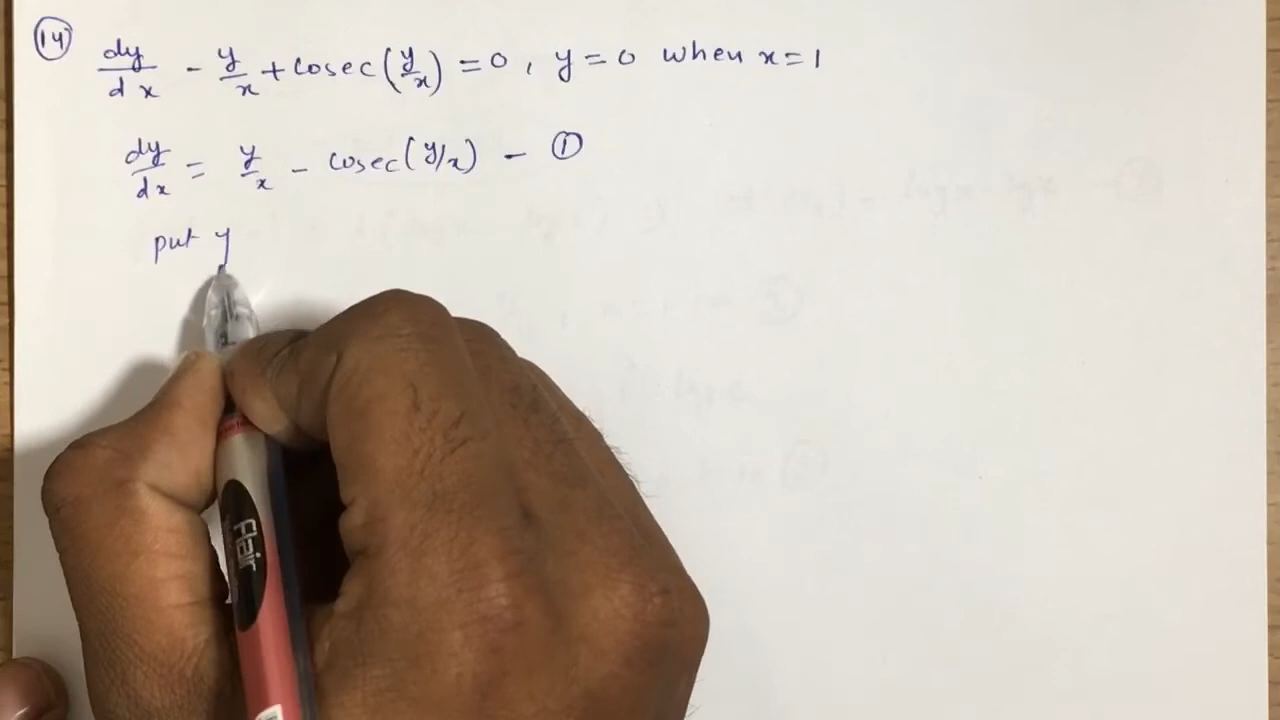 (14) dy/dx - y/x + cosec(y/x) = 0, y = 0 when x = 1
dy/dx = y/x - cosec(y/x) - ①
put y
Flair